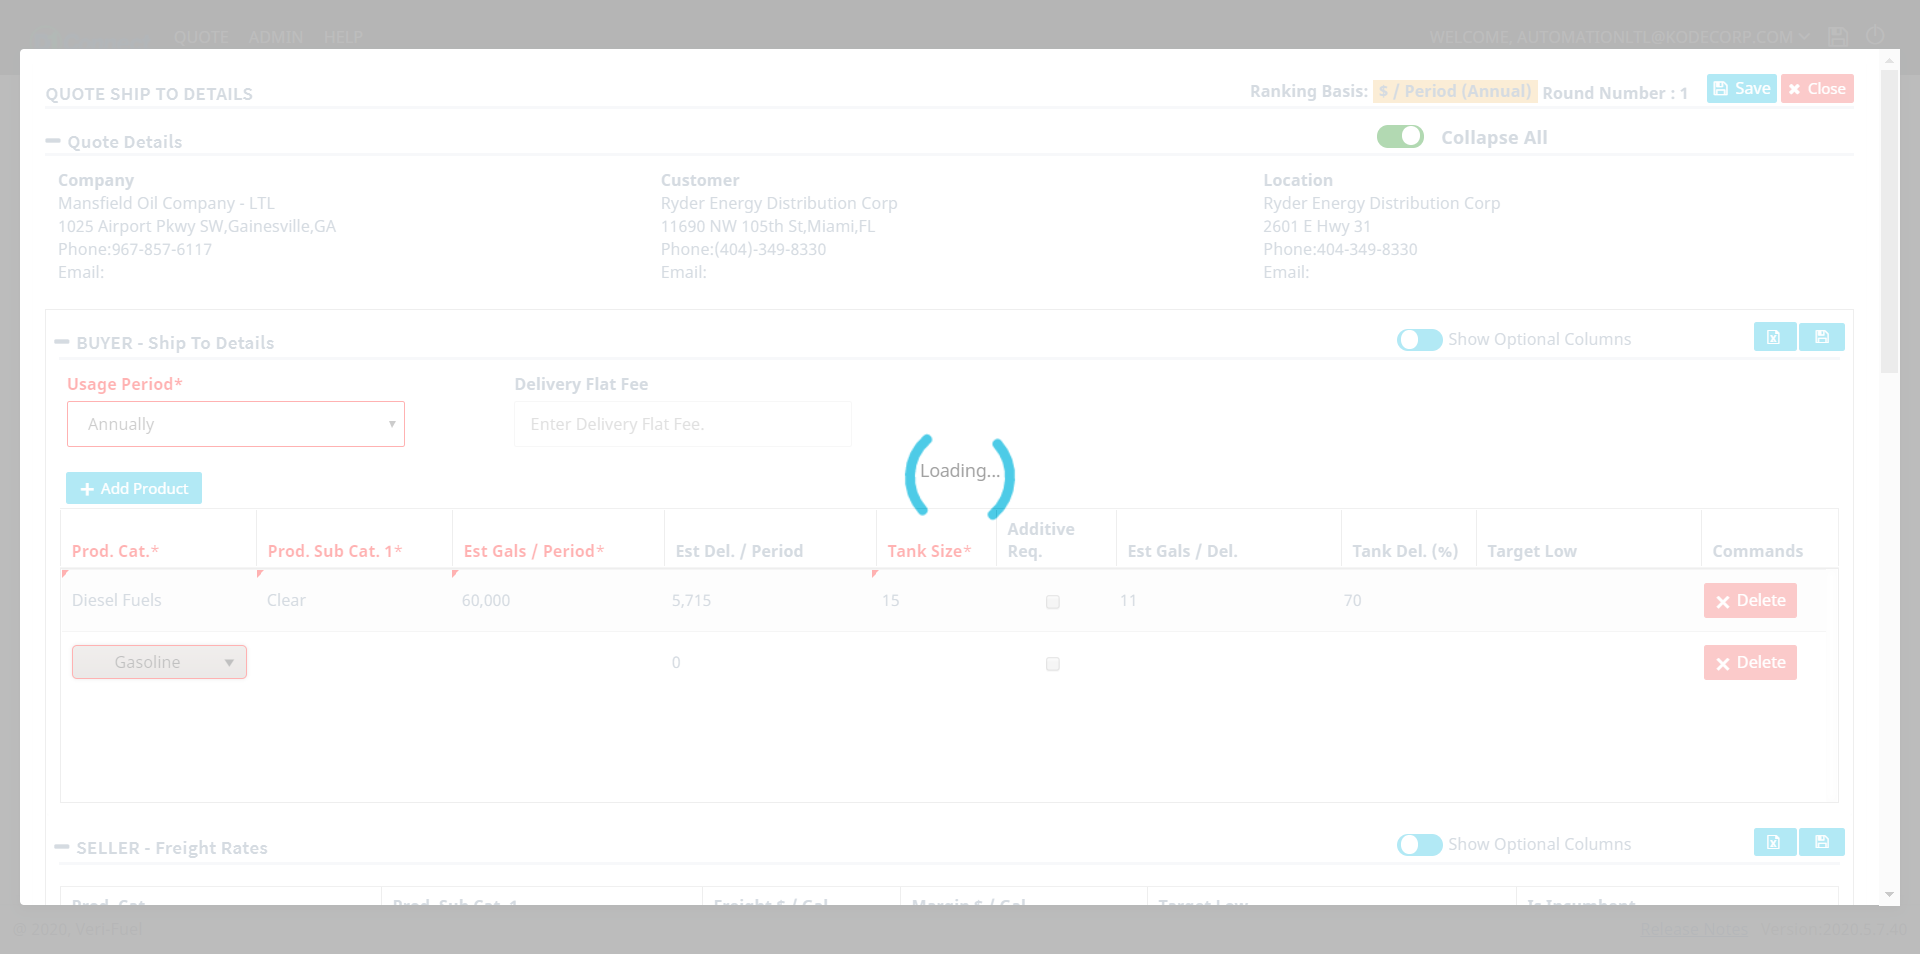 QUOTE ADMIN HELP
WELCOME, AUTOMATIONLTL@KODECORP.COM
QUOTE SHIP TO DETAILS
Ranking Basis: $ / Period (Annual) Round Number : 1
Save
Close
Quote Details
Collapse All
Company
Mansfield Oil Company - LTL
1025 Airport Pkwy SW,Gainesville,GA
Phone:967-857-6117
Email:
Customer
Ryder Energy Distribution Corp
11690 NW 105th St,Miami,FL
Phone:(404)-349-8330
Email:
Location
Ryder Energy Distribution Corp
2601 E Hwy 31
Phone:404-349-8330
Email:
BUYER - Ship To Details
Show Optional Columns
Usage Period*
Annually
Delivery Flat Fee
Enter Delivery Flat Fee.
Loading...
Add Product
Prod. Cat.* Prod. Sub Cat. 1* Est Gals / Period* Est Del. / Period Tank Size* Additive Req. Est Gals / Del. Tank Del. (%) Target Low Commands
Diesel Fuels Clear 60,000 5,715 15 11 70 Delete
Gasoline 0 Delete
SELLER - Freight Rates
Show Optional Columns
Prod. Cat. Prod. Sub Cat. 1 Freight $ / Gal Margin $ / Gal Target Low Is Incumbent
@ 2020, Veri-Fuel
Release Notes